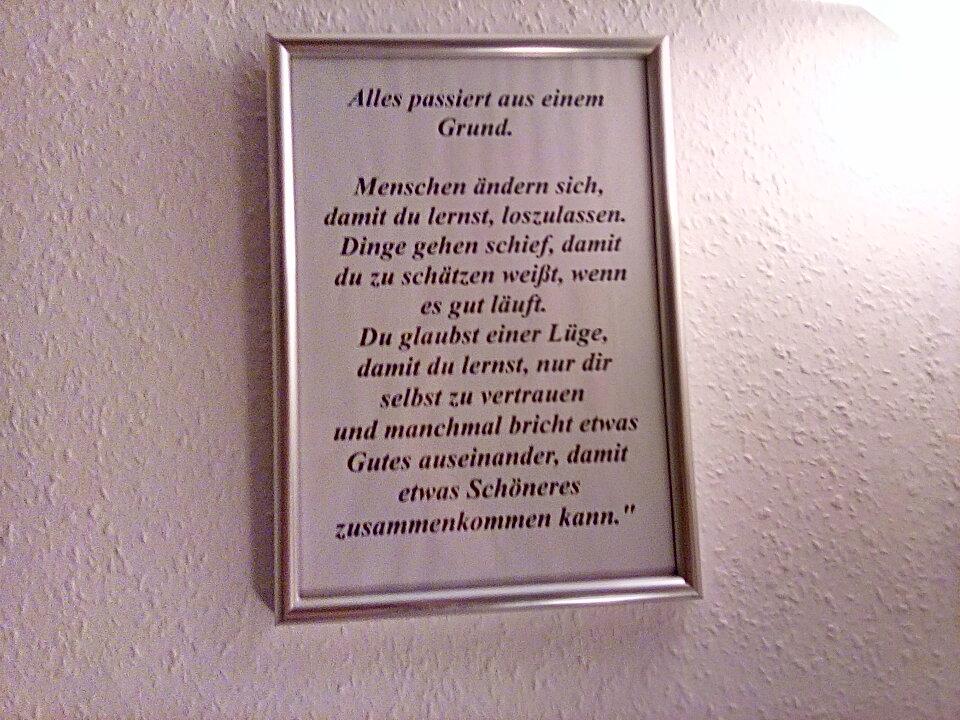 Alles passiert aus einem
Grund.
Menschen ändern sich,
damit du lernst, loszulassen.
Dinge gehen schief, damit
du zu schätzen weißt, wenn
es gut läuft.
Du glaubst einer Lüge,
damit du lernst, nur dir
selbst zu vertrauen
und manchmal bricht etwas
Gutes auseinander, damit
etwas Schöneres
zusammenkommen kann."